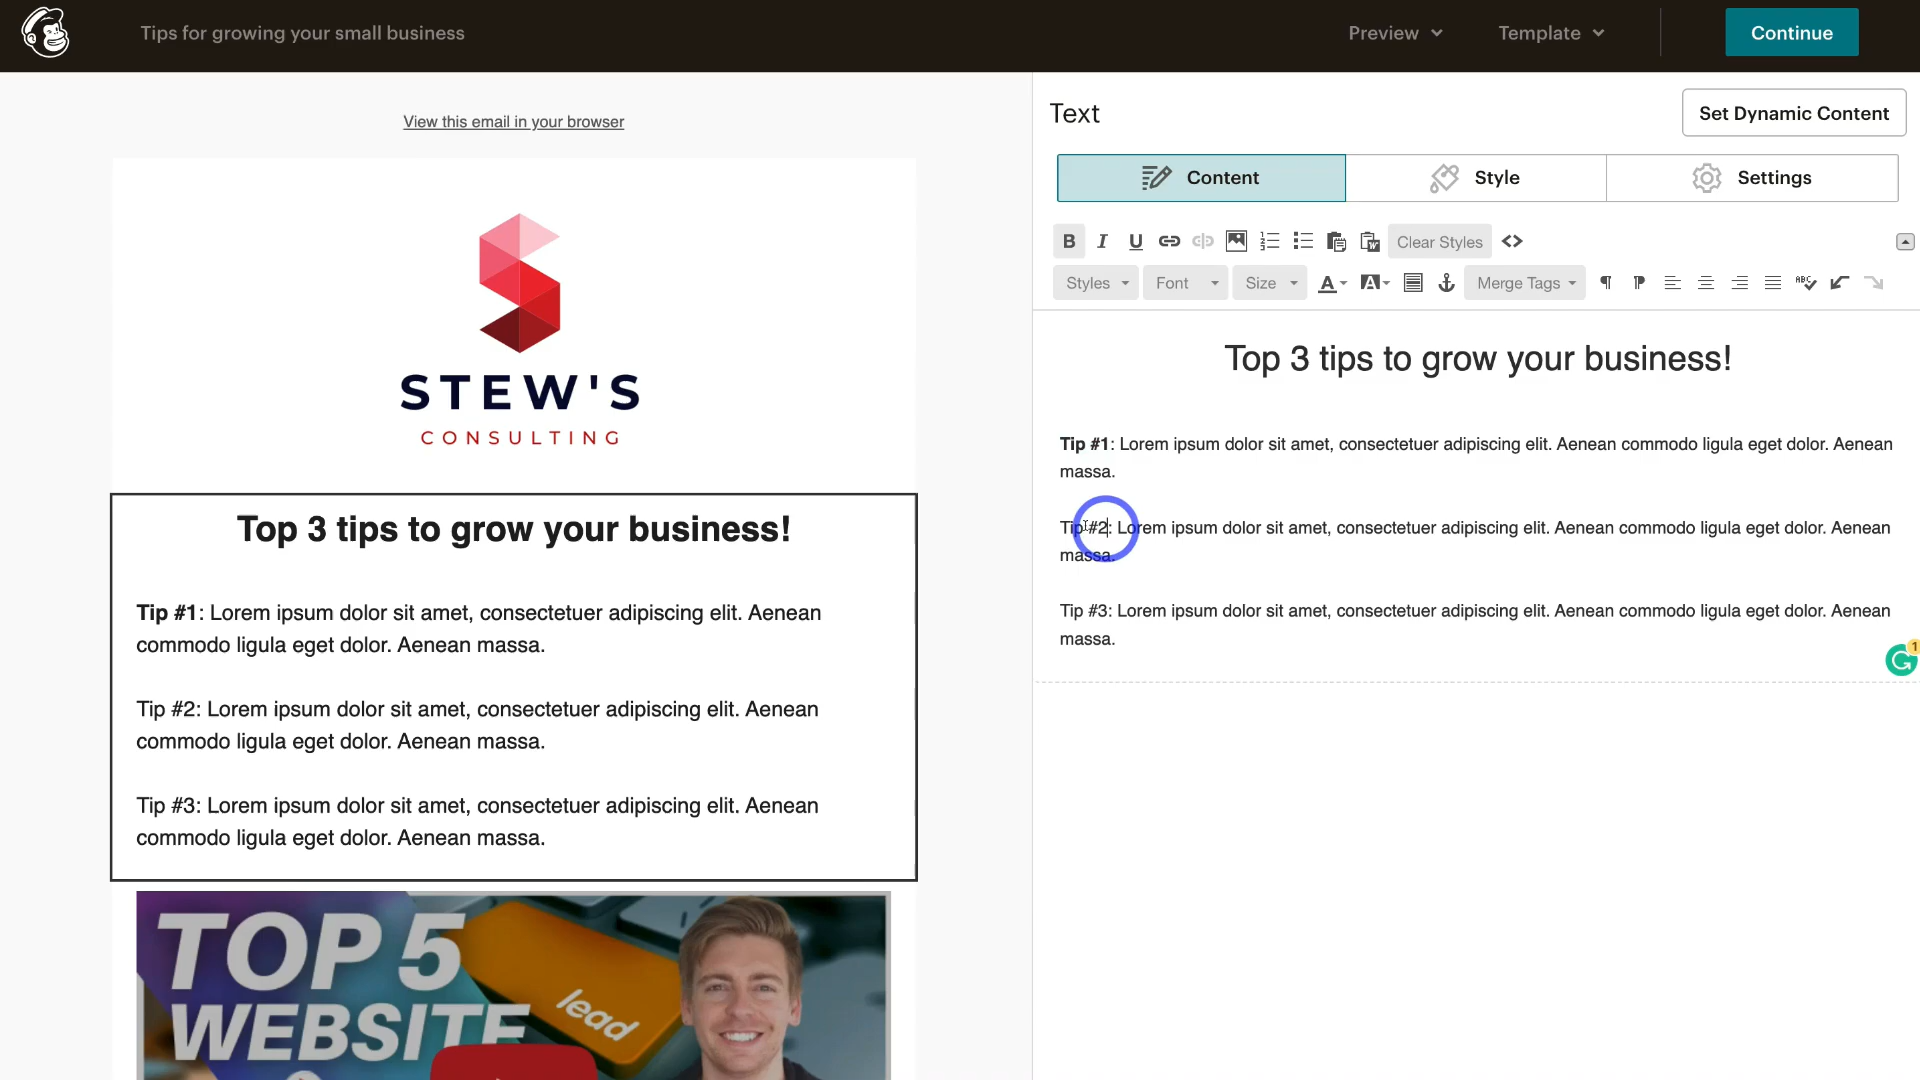 Tips for growing your small business
Preview
Template
Continue
View this email in your browser
STEW'S
CONSULTING
Top 3 tips to grow your business!
Tip #1: Lorem ipsum dolor sit amet, consectetuer adipiscing elit. Aenean
commodo ligula eget dolor. Aenean massa.
Tip #2: Lorem ipsum dolor sit amet, consectetuer adipiscing elit. Aenean
commodo ligula eget dolor. Aenean massa.
Tip #3: Lorem ipsum dolor sit amet, consectetuer adipiscing elit. Aenean
commodo ligula eget dolor. Aenean massa.
TOP 5
WEBSITE
lead
Text
Set Dynamic Content
Content
Style
Settings
B I U Clear Styles <>
Styles Font Size A A Merge Tags ABC
Top 3 tips to grow your business!
Tip #1: Lorem ipsum dolor sit amet, consectetuer adipiscing elit. Aenean commodo ligula eget dolor. Aenean
massa.
Tip #2: Lorem ipsum dolor sit amet, consectetuer adipiscing elit. Aenean commodo ligula eget dolor. Aenean
massa.
Tip #3: Lorem ipsum dolor sit amet, consectetuer adipiscing elit. Aenean commodo ligula eget dolor. Aenean
massa.
1